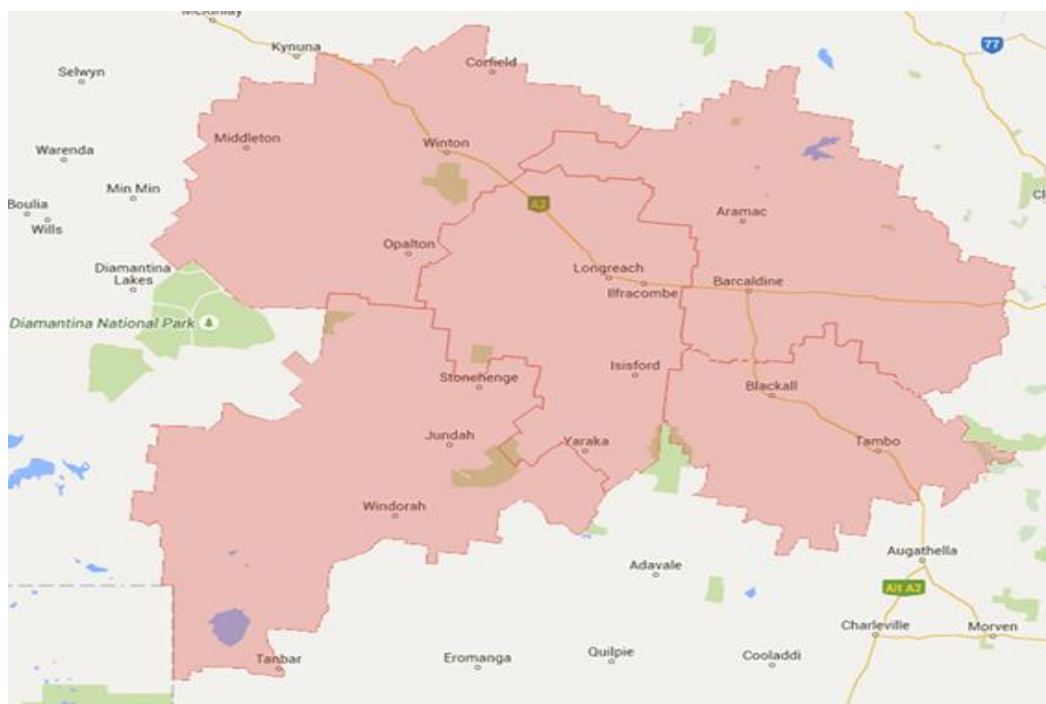 Kynuna
77
Corfield
Selwyn
Middleton
Winton
Warenda
Min Min
Aramac
A2
Boulia
Wills
Opalton
Diamantina
Lakes
Longreach
Ilfracombe
Barcaldine
Diamantina National Park
Isisford
Stonehenge
Blackall
Jundah
Yaraka
Tambo
Windorah
Augathella
Adavale
Alt A2
Charleville
Morven
Quilpie
Cooladdi
Eromanga
Tanbar